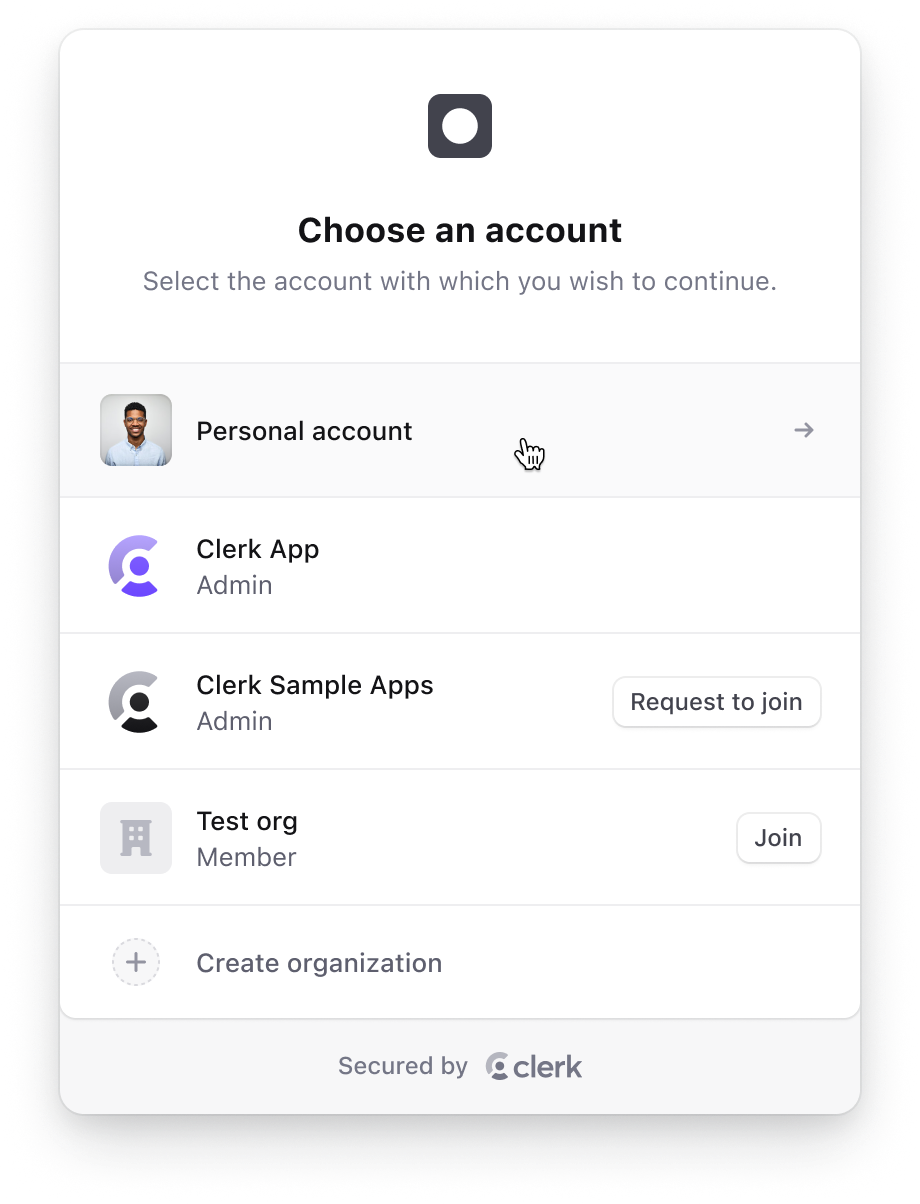 Choose an account
Select the account with which you wish to continue.
Personal account
Clerk App
Admin
Clerk Sample Apps
Admin
Request to join
Test org
Member
Join
Create organization
Secured by clerk